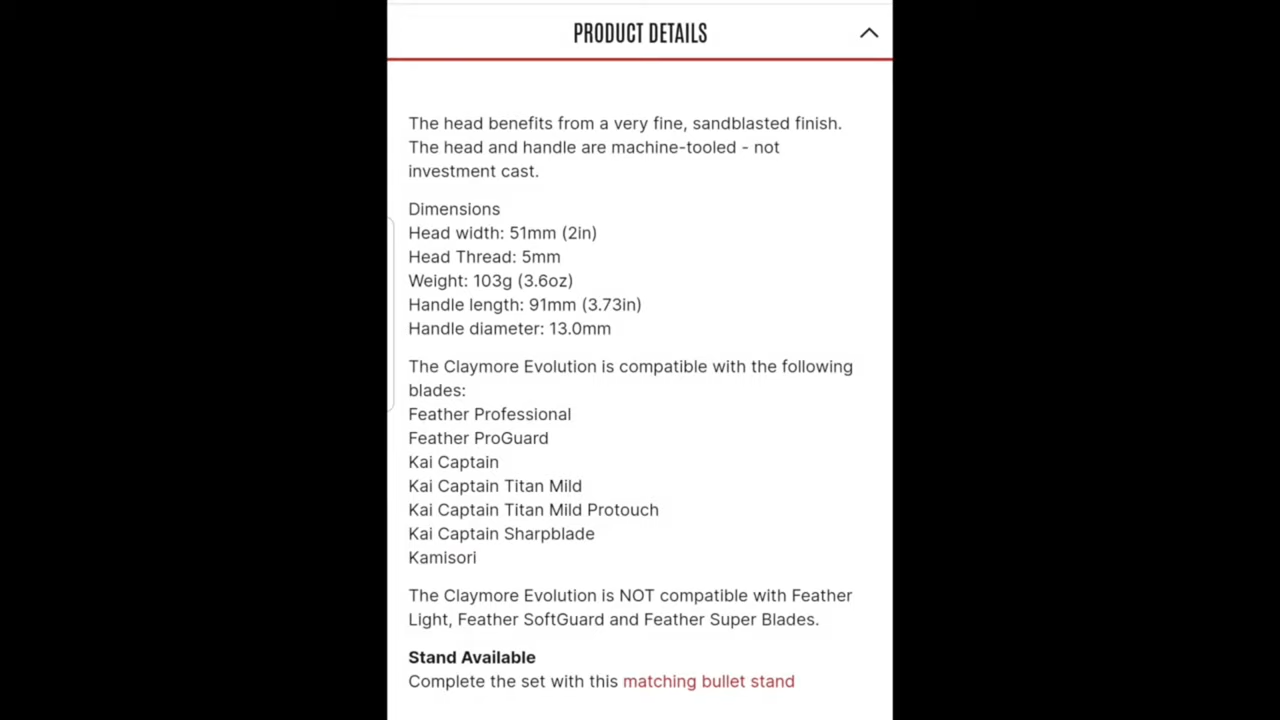 PRODUCT DETAILS
The head benefits from a very fine, sandblasted finish.
The head and handle are machine-tooled - not
investment cast.
Dimensions
Head width: 51mm (2in)
Head Thread: 5mm
Weight: 103g (3.6oz)
Handle length: 91mm (3.73in)
Handle diameter: 13.0mm
The Claymore Evolution is compatible with the following
blades:
Feather Professional
Feather ProGuard
Kai Captain
Kai Captain Titan Mild
Kai Captain Titan Mild Protouch
Kai Captain Sharpblade
Kamisori
The Claymore Evolution is NOT compatible with Feather
Light, Feather SoftGuard and Feather Super Blades.
Stand Available
Complete the set with this matching bullet stand